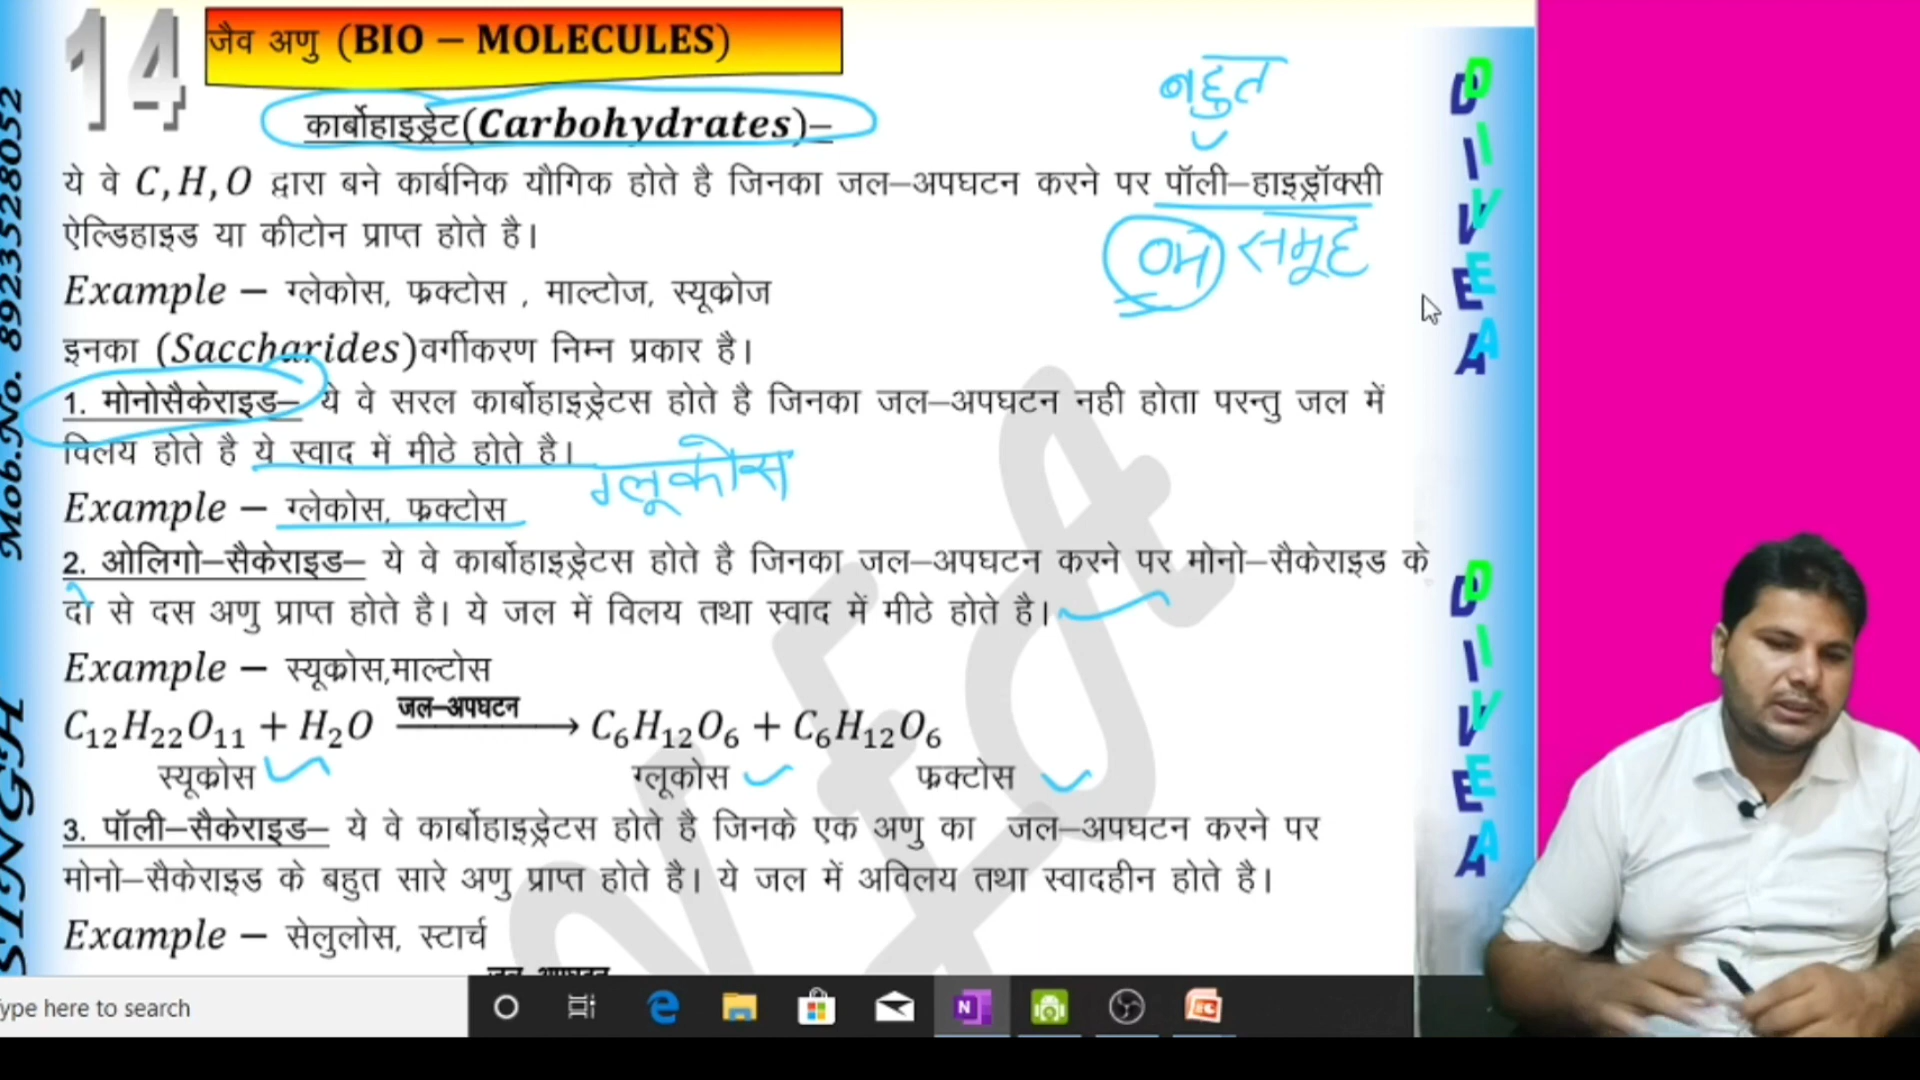 14 जैव अणु (BIO – MOLECULES)
कार्बोहाइड्रेट(Carbohydrates)–
बहुत
ये वे C,H,O द्वारा बने कार्बनिक यौगिक होते है जिनका जल–अपघटन करने पर पॉली–हाइड्रॉक्सी
ऐल्डिहाइड या कीटोन प्राप्त होते है।
OH समूह
Example – ग्लेकोस, फ्रक्टोस , माल्टोज, स्यूक्रोज
इनका (Saccharides)वर्गीकरण निम्न प्रकार है।
1. मोनोसैकेराइड– ये वे सरल कार्बोहाइड्रेटस होते है जिनका जल–अपघटन नही होता परन्तु जल में
विलय होते है ये स्वाद में मीठे होते है।
ग्लूकोस
Example – ग्लेकोस, फ्रक्टोस
2. ओलिगो–सैकेराइड– ये वे कार्बोहाइड्रेटस होते है जिनका जल–अपघटन करने पर मोनो–सैकेराइड के
दो से दस अणु प्राप्त होते है। ये जल में विलय तथा स्वाद में मीठे होते है।
Example – स्यूक्रोस,माल्टोस
जल–अपघटन
C₁₂H₂₂O₁₁ + H₂O ⟶ C₆H₁₂O₆ + C₆H₁₂O₆
स्यूक्रोस ग्लूकोस फ्रक्टोस
3. पॉली–सैकेराइड– ये वे कार्बोहाइड्रेटस होते है जिनके एक अणु का जल–अपघटन करने पर
मोनो–सैकेराइड के बहुत सारे अणु प्राप्त होते है। ये जल में अविलय तथा स्वादहीन होते है।
Example – सेलुलोस, स्टार्च
Mob.No. 8923528052
SINGH
DIVEA
DIVEA
ype here to search